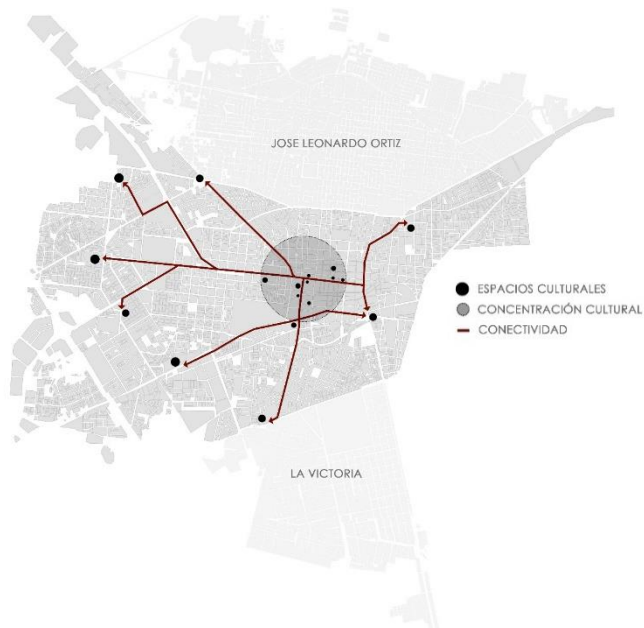 JOSE LEONARDO ORTIZ
ESPACIOS CULTURALES
CONCENTRACIÓN CULTURAL
CONECTIVIDAD
LA VICTORIA